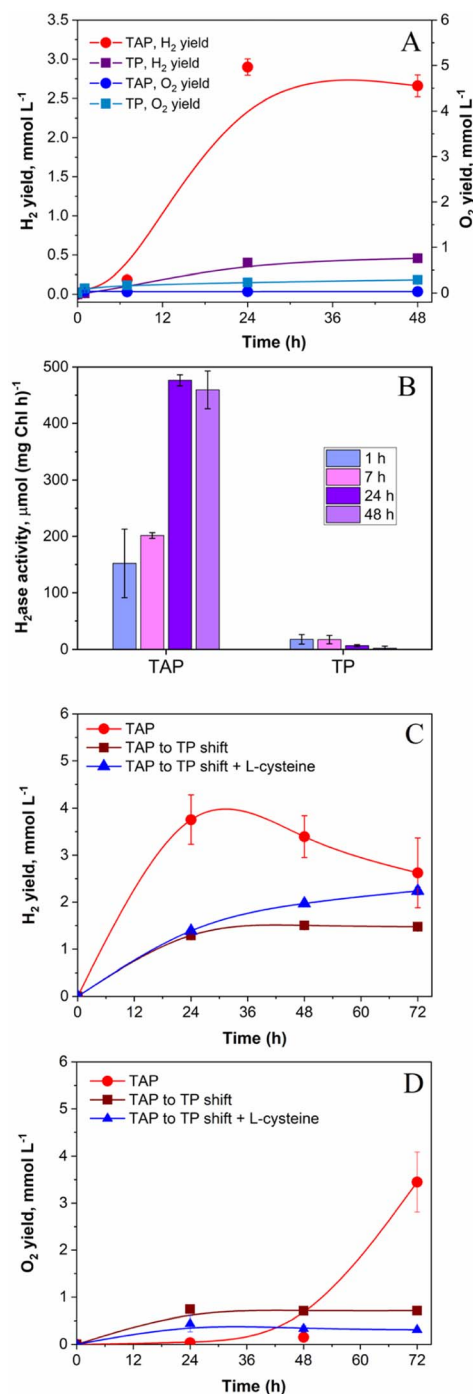 A
TAP, H₂ yield
TP, H₂ yield
TAP, O₂ yield
TP, O₂ yield
H₂ yield, mmol L⁻¹
O₂ yield, mmol L⁻¹
3.5
3.0
2.5
2.0
1.5
1.0
0.5
0.0
6
5
4
3
2
1
0
0 12 24 36 48
Time (h)
B
H₂ase activity, μmol (mg Chl h)⁻¹
500
400
300
200
100
0
1 h
7 h
24 h
48 h
TAP TP
C
TAP
TAP to TP shift
TAP to TP shift + L-cysteine
H₂ yield, mmol L⁻¹
6
5
4
3
2
1
0
0 12 24 36 48 60 72
Time (h)
D
TAP
TAP to TP shift
TAP to TP shift + L-cysteine
O₂ yield, mmol L⁻¹
6
5
4
3
2
1
0
0 12 24 36 48 60 72
Time (h)